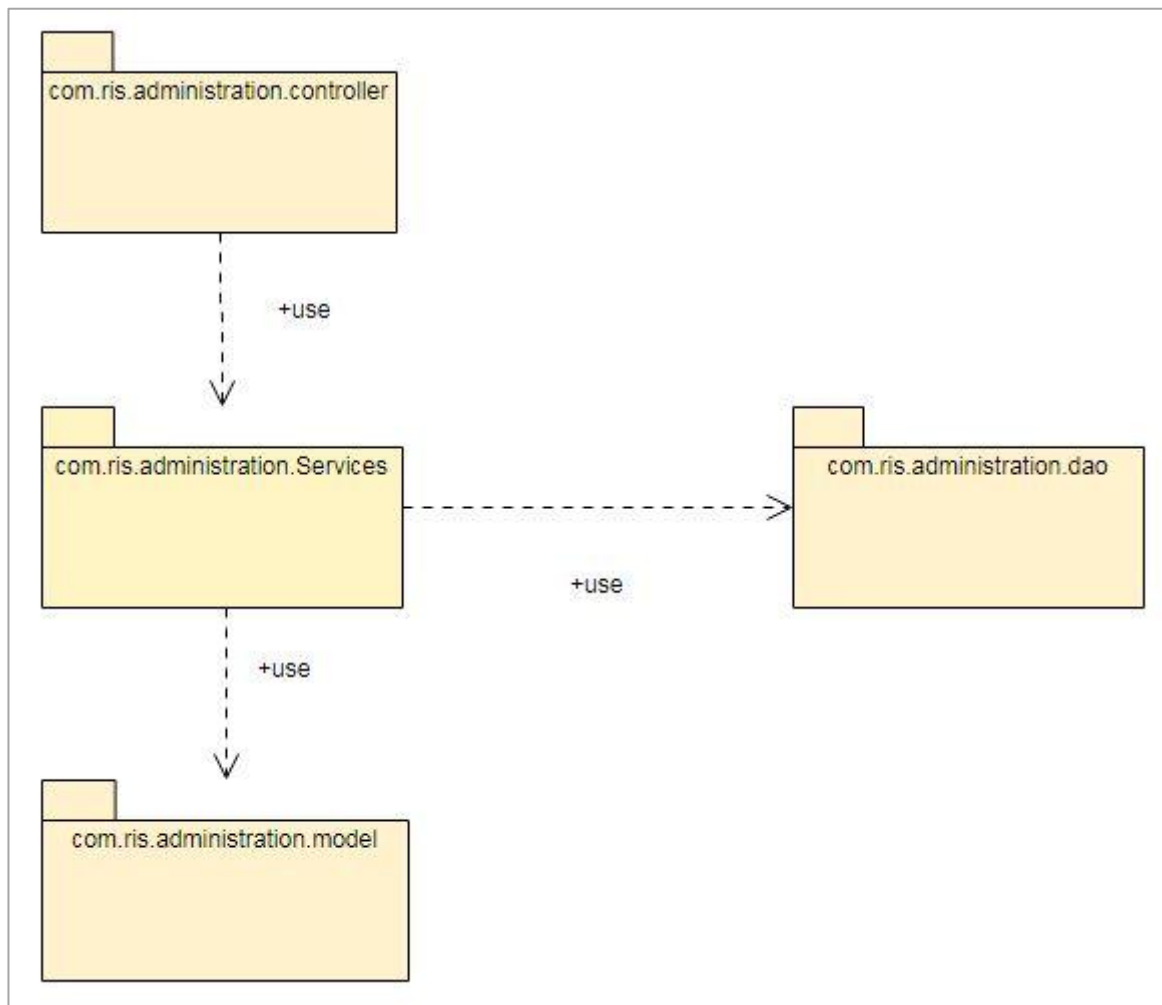 com.ris.administration.controller
+use
com.ris.administration.Services
com.ris.administration.dao
+use
+use
com.ris.administration.model